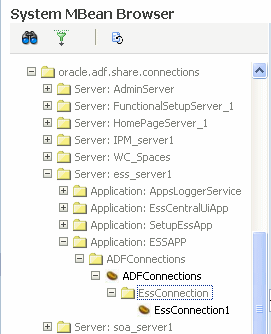 System MBean Browser
oracle.adf.share.connections
Server: AdminServer
Server: FunctionalSetupServer_1
Server: HomePageServer_1
Server: IPM_server1
Server: WC_Spaces
Server: ess_server1
Application: AppsLoggerService
Application: EssCentralUiApp
Application: SetupEssApp
Application: ESSAPP
ADFConnections
ADFConnections
EssConnection
EssConnection1
Server: soa_server1